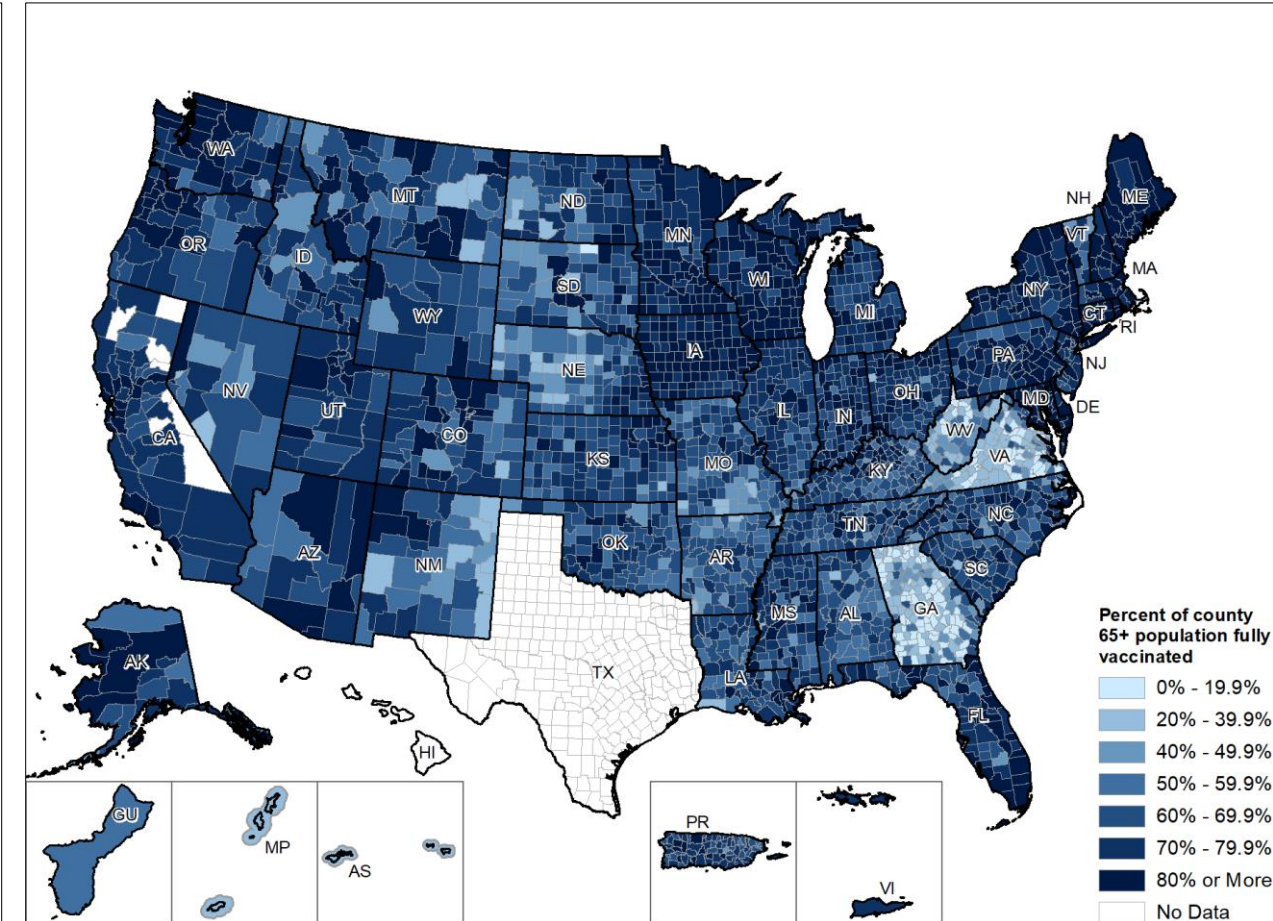 WA
MT
ND
MN
ME
NH
VT
OR
ID
SD
WI
MI
NY
MA
WY
CT
RI
IA
PA
NJ
NE
NV
UT
CO
IL
IN
OH
MD
DE
WV
VA
CA
KS
MO
KY
AZ
NM
OK
AR
TN
NC
SC
MS
AL
GA
TX
LA
FL
AK
HI
GU
MP
AS
PR
VI
Percent of county
65+ population fully
vaccinated
0% - 19.9%
20% - 39.9%
40% - 49.9%
50% - 59.9%
60% - 69.9%
70% - 79.9%
80% or More
No Data